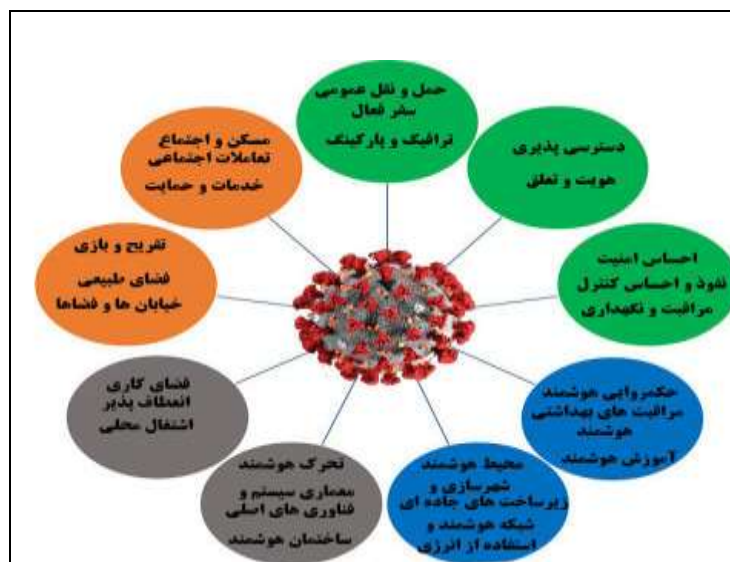 حمل و نقل عمومی
سفر فعال
ترافیک و پارکینگ
دسترسی پذیری
هویت و تعلق
احساس امنیت
نفوذ و احساس کنترل
مراقبت و نگهداری
حکمروایی هوشمند
مراقبت های بهداشتی
هوشمند
آموزش هوشمند
محیط هوشمند
شهرسازی و
زیرساخت های جاده ای
شبکه هوشمند و
استفاده از انرژی
تحرک هوشمند
معماری سیستم و
فناوری های اصلی
ساختمان هوشمند
فضای کاری
انعطاف پذیر
اشتغال محلی
تفریح و بازی
فضای طبیعی
خیابان ها و فضاها
مسکن و اجتماع
تعاملات اجتماعی
خدمات و حمایت